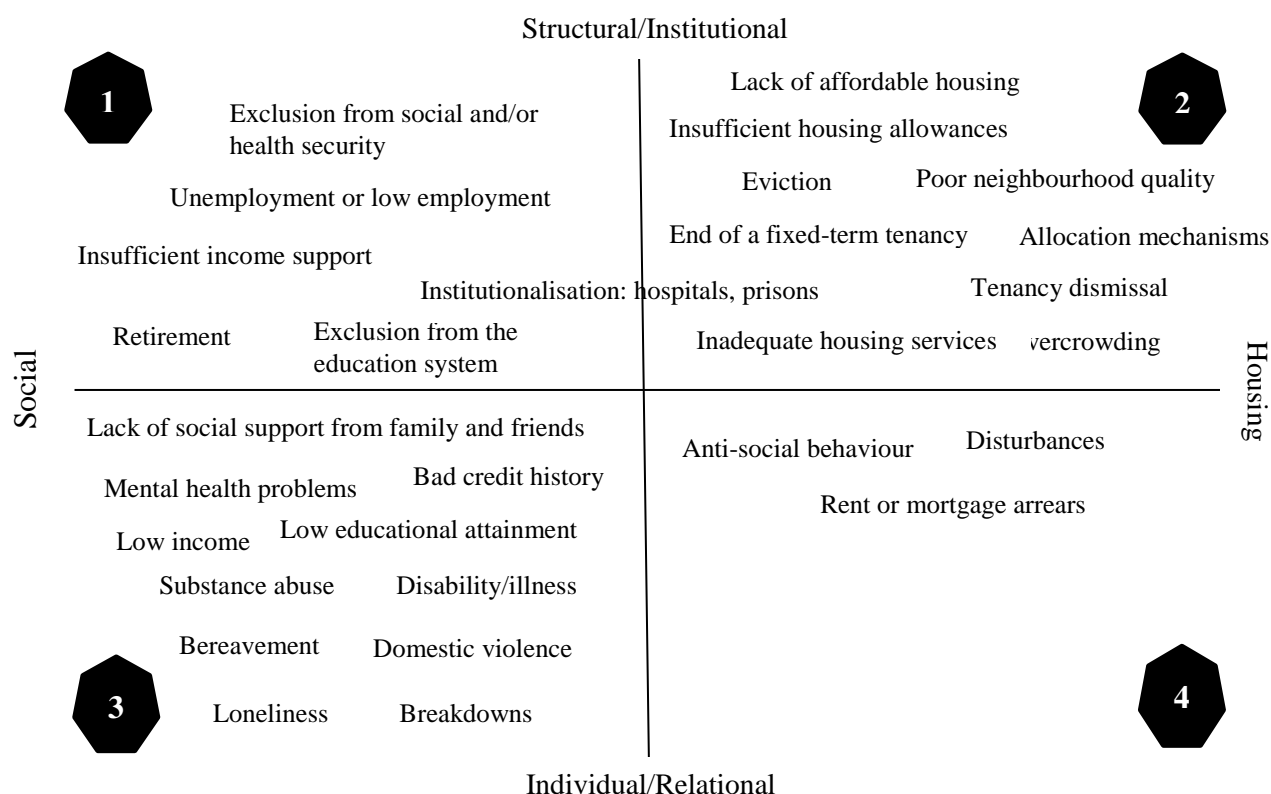 Structural/Institutional
1
2
Exclusion from social and/or
health security
Unemployment or low employment
Insufficient income support
Institutionalisation: hospitals, prisons
Retirement
Exclusion from the
education system
Lack of affordable housing
Insufficient housing allowances
Eviction
Poor neighbourhood quality
End of a fixed-term tenancy
Allocation mechanisms
Tenancy dismissal
Inadequate housing services
vercrowding
Social
Housing
Lack of social support from family and friends
Mental health problems
Bad credit history
Low income
Low educational attainment
Substance abuse
Disability/illness
Bereavement
Domestic violence
Loneliness
Breakdowns
3
Anti-social behaviour
Disturbances
Rent or mortgage arrears
4
Individual/Relational